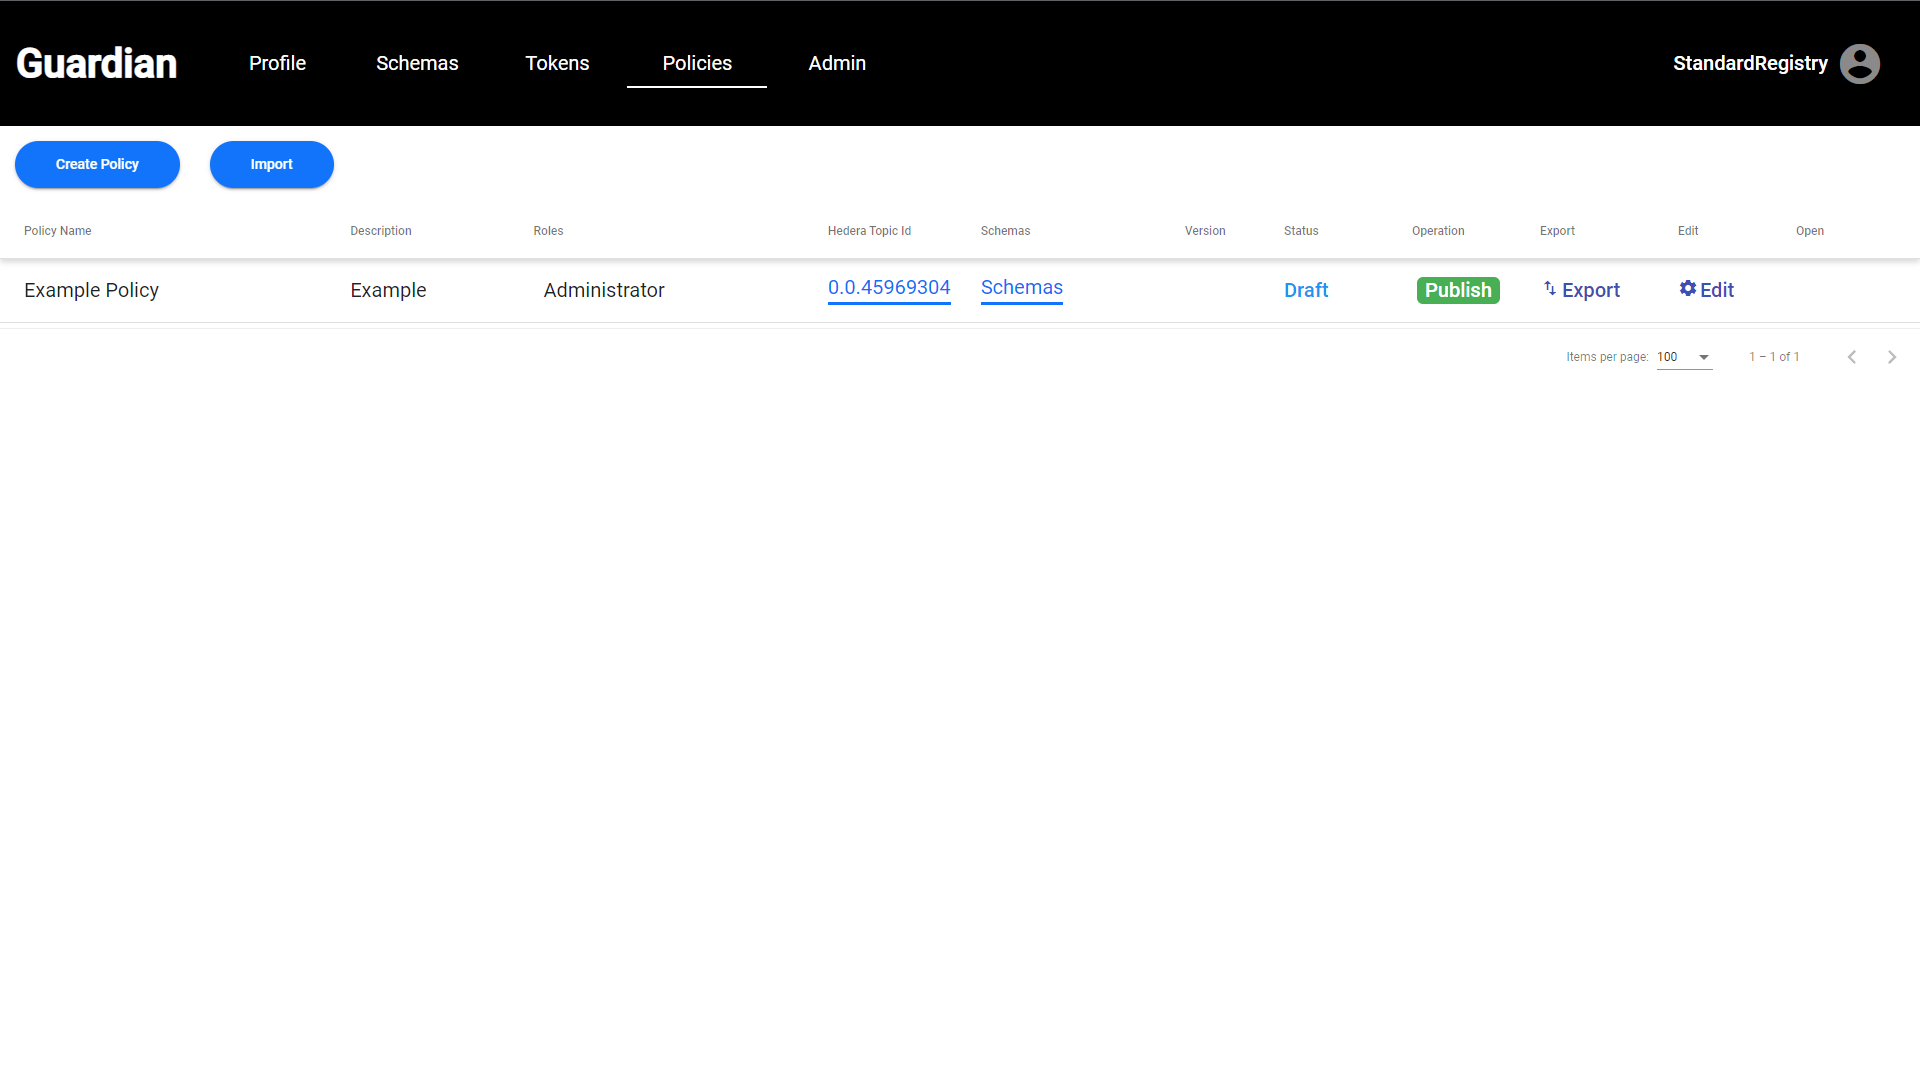 Guardian Profile Schemas Tokens Policies Admin StandardRegistry
Create Policy Import
Policy Name Description Roles Hedera Topic Id Schemas Version Status Operation Export Edit Open
Example Policy Example Administrator 0.0.45969304 Schemas Draft Publish Export Edit
Items per page: 100 1 – 1 of 1